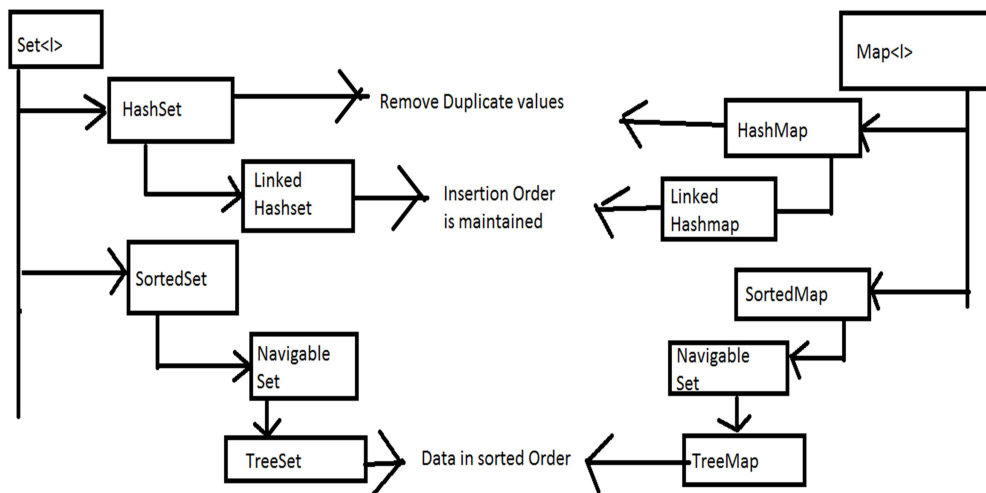 Set<I>
Map<I>
HashSet
Remove Duplicate values
HashMap
Linked
Hashset
Insertion Order
is maintained
Linked
Hashmap
SortedSet
SortedMap
Navigable
Set
Navigable
Set
TreeSet
Data in sorted Order
TreeMap